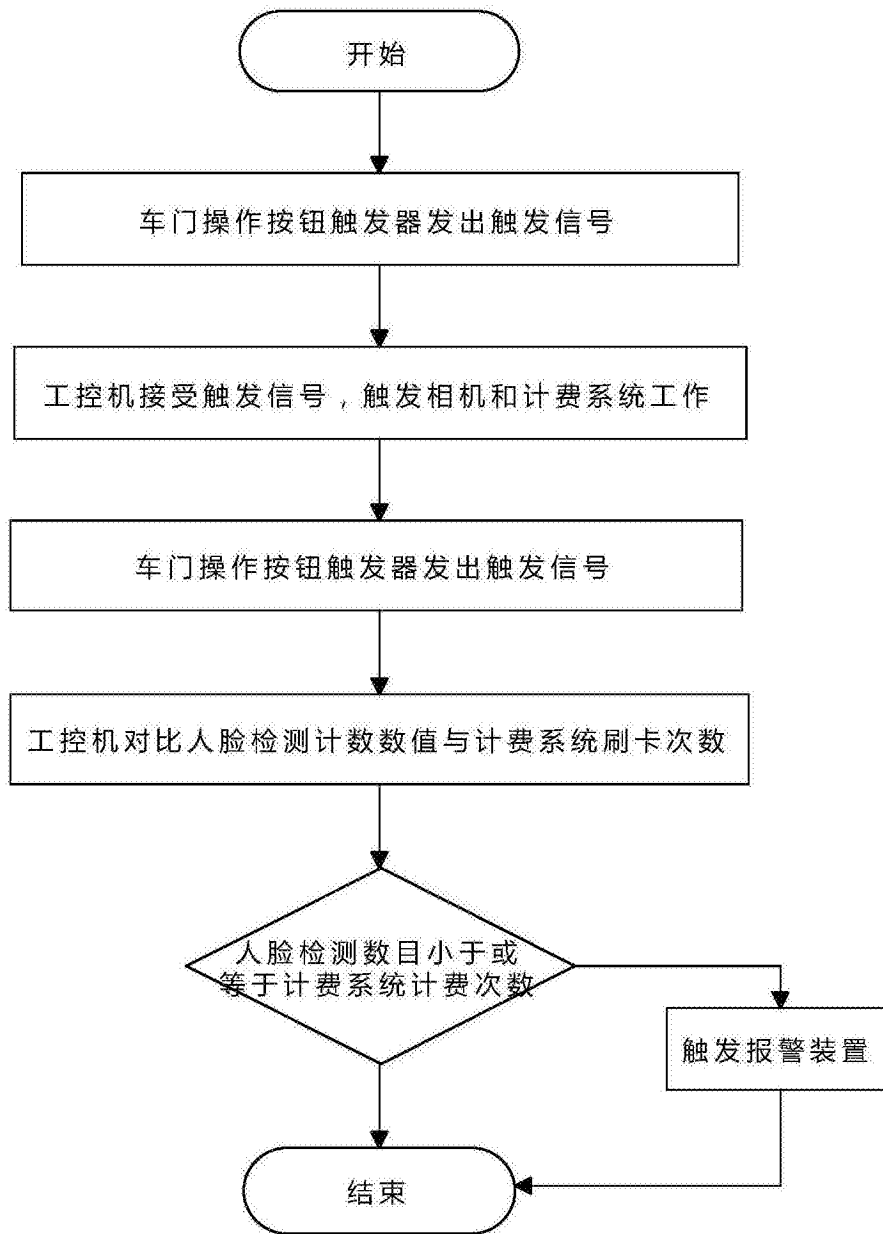 开始
车门操作按钮触发器发出触发信号
工控机接受触发信号，触发相机和计费系统工作
车门操作按钮触发器发出触发信号
工控机对比人脸检测计数数值与计费系统刷卡次数
人脸检测数目小于或
等于计费系统计费次数
触发报警装置
结束